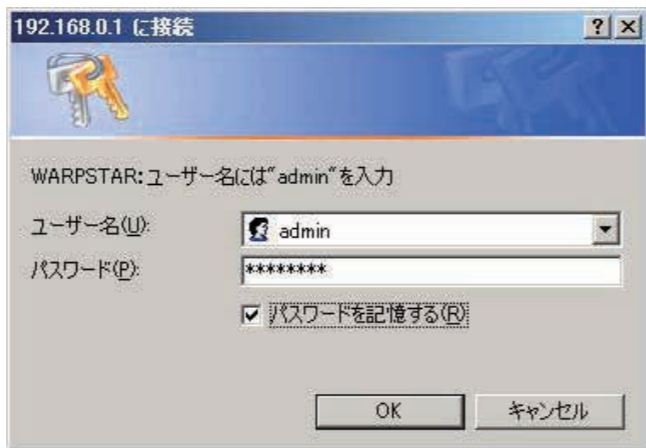 192.168.0.1 に接続
? ×
WARPSTAR:ユーザー名には"admin"を入力
ユーザー名(U):
admin
パスワード(P):
********
パスワードを記憶する(R)
OK キャンセル